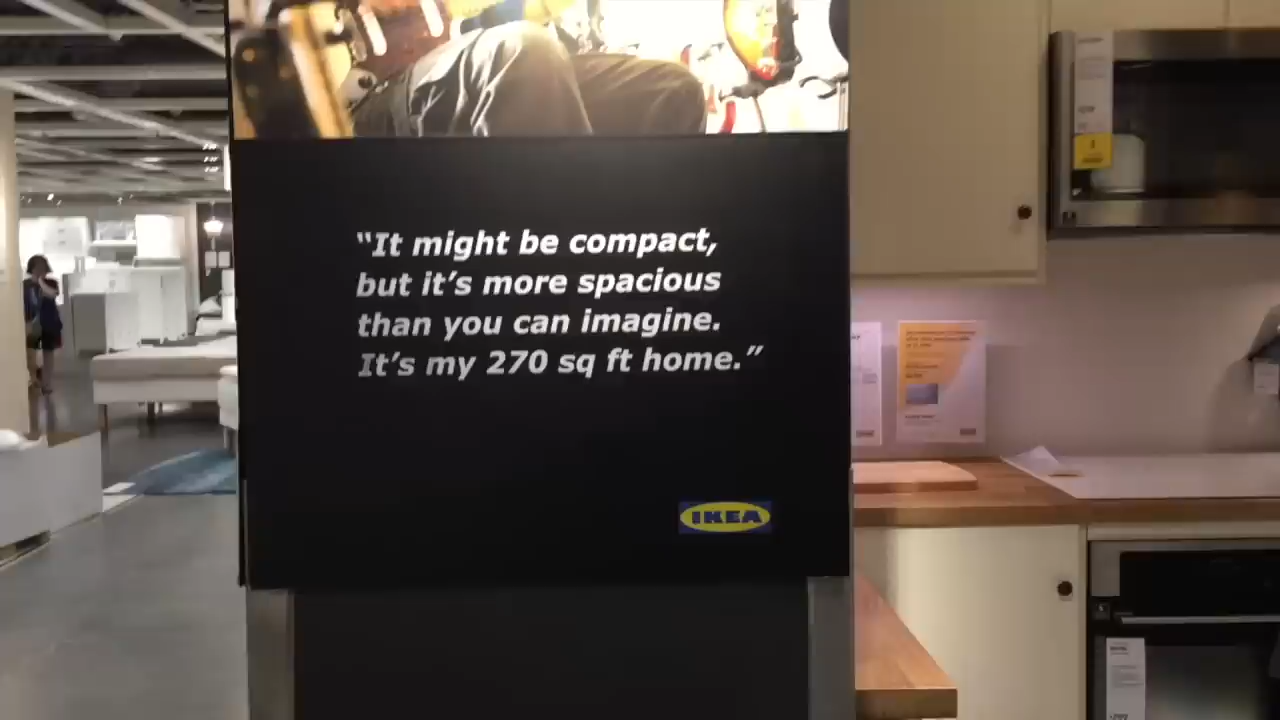 “It might be compact,
but it’s more spacious
than you can imagine.
It’s my 270 sq ft home.”
IKEA